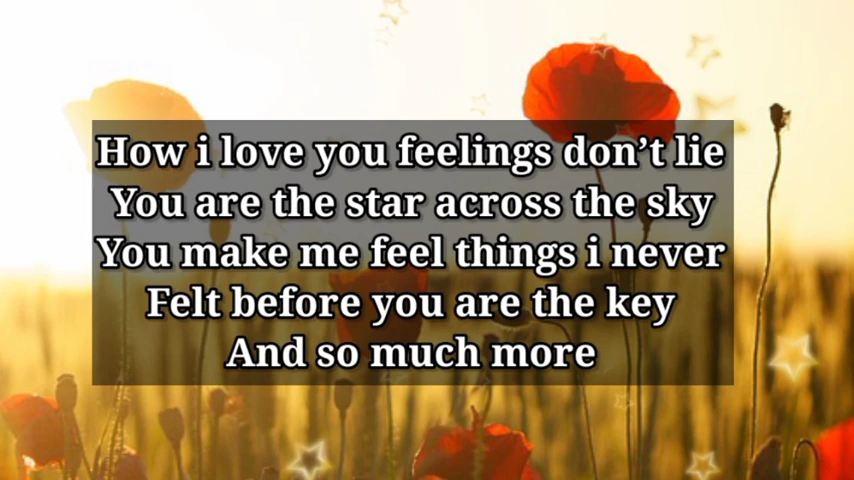 How i love you feelings don’t lie
You are the star across the sky
You make me feel things i never
Felt before you are the key
And so much more